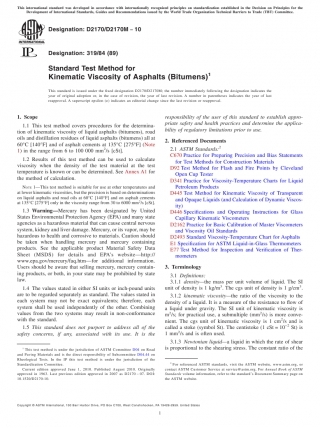 This international standard was developed in accordance with internationally recognized principles on standardization established in the Decision on Principles for the
Development of International Standards, Guides and Recommendations issued by the World Trade Organization Technical Barriers to Trade (TBT) Committee.
Designation: D2170/D2170M − 10
Designation: 319/84 (89)
Standard Test Method for
Kinematic Viscosity of Asphalts (Bitumens)1
This standard is issued under the fixed designation D2170/D2170M; the number immediately following the designation indicates the
year of original adoption or, in the case of revision, the year of last revision. A number in parentheses indicates the year of last
reapproval. A superscript epsilon (ε) indicates an editorial change since the last revision or reapproval.
1. Scope
1.1 This test method covers procedures for the determination
of kinematic viscosity of liquid asphalts (bitumens), road
oils and distillation residues of liquid asphalts (bitumens) all at
60°C [140°F] and of asphalt cements at 135°C [275°F] (Note
1) in the range from 6 to 100 000 mm2/s [cSt].
1.2 Results of this test method can be used to calculate
viscosity when the density of the test material at the test
temperature is known or can be determined. See Annex A1 for
the method of calculation.
NOTE 1—This test method is suitable for use at other temperatures and
at lower kinematic viscosities, but the precision is based on determinations
on liquid asphalts and road oils at 60°C [140°F] and on asphalt cements
at 135°C [275°F] only in the viscosity range from 30 to 6000 mm2/s [cSt].
1.3 Warning—Mercury has been designated by United
States Environmental Protection Agency (EPA) and many state
agencies as a hazardous material that can cause central nervous
system, kidney and liver damage. Mercury, or its vapor, may be
hazardous to health and corrosive to materials. Caution should
be taken when handling mercury and mercury containing
products. See the applicable product Material Safety Data
Sheet (MSDS) for details and EPA's website—http://
www.epa.gov/mercury/faq.htm—for additional information.
Users should be aware that selling mercury, mercury containing
products, or both, in your state may be prohibited by state
law.
1.4 The values stated in either SI units or inch-pound units
are to be regarded separately as standard. The values stated in
each system may not be exact equivalents; therefore, each
system shall be used independently of the other. Combining
values from the two systems may result in non-conformance
with the standard.
1.5 This standard does not purport to address all of the
safety concerns, if any, associated with its use. It is the
responsibility of the user of this standard to establish appropriate
safety and health practices and determine the applicability
of regulatory limitations prior to use.
2. Referenced Documents
2.1 ASTM Standards:2
C670 Practice for Preparing Precision and Bias Statements
for Test Methods for Construction Materials
D92 Test Method for Flash and Fire Points by Cleveland
Open Cup Tester
D341 Practice for Viscosity-Temperature Charts for Liquid
Petroleum Products
D445 Test Method for Kinematic Viscosity of Transparent
and Opaque Liquids (and Calculation of Dynamic Viscosity)
D446 Specifications and Operating Instructions for Glass
Capillary Kinematic Viscometers
D2162 Practice for Basic Calibration of Master Viscometers
and Viscosity Oil Standards
D2493 Standard Viscosity-Temperature Chart for Asphalts
E1 Specification for ASTM Liquid-in-Glass Thermometers
E77 Test Method for Inspection and Verification of Thermometers
3. Terminology
3.1 Definitions:
3.1.1 density—the mass per unit volume of liquid. The SI
unit of density is 1 kg/m3. The cgs unit of density is 1 g/cm3.
3.1.2 kinematic viscosity—the ratio of the viscosity to the
density of a liquid. It is a measure of the resistance to flow of
a liquid under gravity. The SI unit of kinematic viscosity is
m2/s; for practical use, a submultiple (mm2/s) is more convenient.
The cgs unit of kinematic viscosity is 1 cm2/s and is
called a stoke (symbol St). The centistoke (1 cSt = 10-2 St) is
1 mm2/s and is often used.
3.1.3 Newtonian liquid—a liquid in which the rate of shear
is proportional to the shearing stress. The constant ratio of the
1 This test method is under the jurisdiction of ASTM Committee D04 on Road
and Paving Materials and is the direct responsibility of Subcommittee D04.44 on
Rheological Tests. In the IP this test method is under the jurisdiction of the
Standardization Committee.
Current edition approved June 1, 2010. Published August 2010. Originally
approved in 1963. Last previous edition approved in 2007 as D2170 – 07. DOI:
10.1520/D2170-10.
2 For referenced ASTM standards, visit the ASTM website, www.astm.org, or
contact ASTM Customer Service at service@astm.org. For Annual Book of ASTM
Standards volume information, refer to the standard's Document Summary page on
the ASTM website.
Copyright © ASTM International, 100 Barr Harbor Drive, PO Box C700, West Conshohocken, PA 19428-2959. United States
1